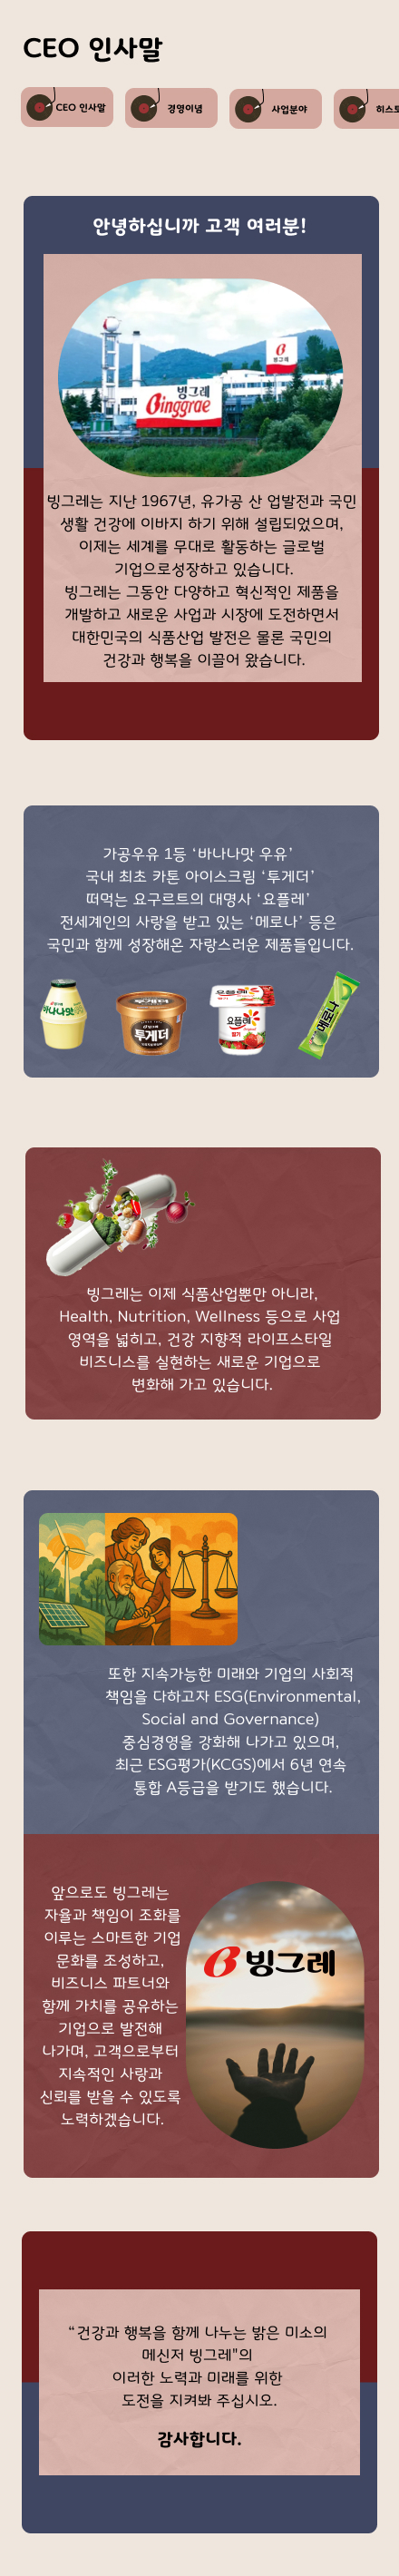 CEO 인사말
CEO 인사말
경영이념
사업분야
안녕하십니까 고객 여러분!
빙그레
빙그레
Binggrae
빙그레는 지난 1967년, 유가공 산 업발전과 국민
생활 건강에 이바지 하기 위해 설립되었으며,
이제는 세계를 무대로 활동하는 글로벌
기업으로성장하고 있습니다.
빙그레는 그동안 다양하고 혁신적인 제품을
개발하고 새로운 사업과 시장에 도전하면서
대한민국의 식품산업 발전은 물론 국민의
건강과 행복을 이끌어 왔습니다.
가공우유 1등 ‘바나나맛 우유’
국내 최초 카톤 아이스크림 ‘투게더’
떠먹는 요구르트의 대명사 ‘요플레’
전세계인의 사랑을 받고 있는 ‘메로나’ 등은
국민과 함께 성장해온 자랑스러운 제품들입니다.
바나나맛
투게더
투게더
요플레
요플레
딸기
메로나
빙그레는 이제 식품산업뿐만 아니라,
Health, Nutrition, Wellness 등으로 사업
영역을 넓히고, 건강 지향적 라이프스타일
비즈니스를 실현하는 새로운 기업으로
변화해 가고 있습니다.
또한 지속가능한 미래와 기업의 사회적
책임을 다하고자 ESG(Environmental,
Social and Governance)
중심경영을 강화해 나가고 있으며,
최근 ESG평가(KCGS)에서 6년 연속
통합 A등급을 받기도 했습니다.
앞으로도 빙그레는
자율과 책임이 조화를
이루는 스마트한 기업
문화를 조성하고,
비즈니스 파트너와
함께 가치를 공유하는
기업으로 발전해
나가며, 고객으로부터
지속적인 사랑과
신뢰를 받을 수 있도록
노력하겠습니다.
B 빙그레
“건강과 행복을 함께 나누는 밝은 미소의
메신저 빙그레"의
이러한 노력과 미래를 위한
도전을 지켜봐 주십시오.
감사합니다.